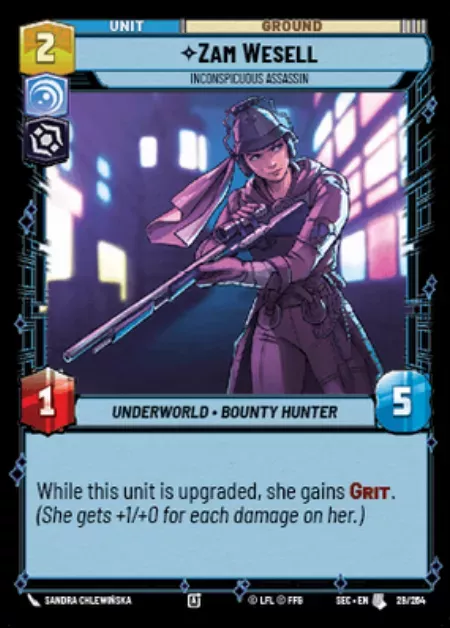 UNIT
GROUND
2
ZAM WESELL
INCONSPICUOUS ASSASSIN
1
UNDERWORLD • BOUNTY HUNTER
5
While this unit is upgraded, she gains GRIT.
(She gets +1/+0 for each damage on her.)
SANDRA CHLEWIŃSKA
A
© LFL ℗ FFG
SEC • EN
29/264